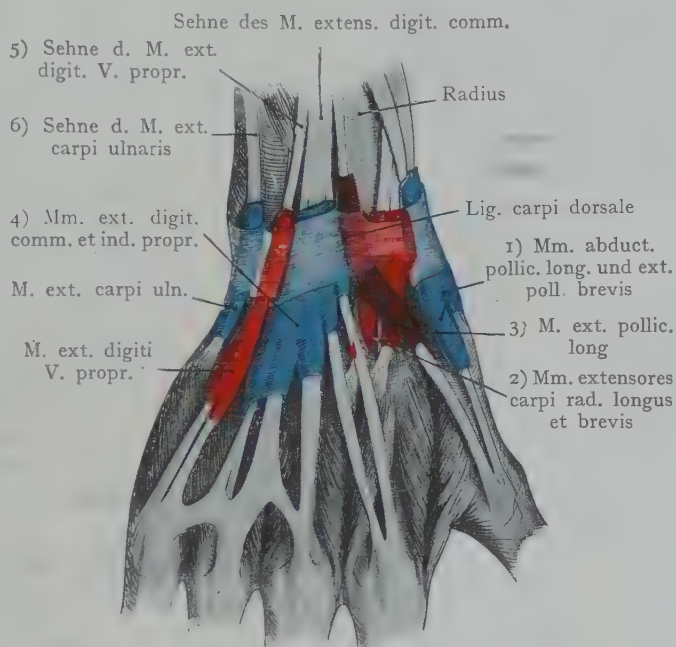 Sehne des M. extens. digit. comm.
5) Sehne d. M. ext.
digit. V. propr.
6) Sehne d. M. ext.
carpi ulnaris
4) Mm. ext. digit.
comm. et ind. propr.
M. ext. carpi uln.
M. ext. digiti
V. propr.
Radius
Lig. carpi dorsale
1) Mm. abduct.
pollic. long. und ext.
poll. brevis
3) M. ext. pollic.
long
2) Mm. extensores
carpi rad. longus
et brevis